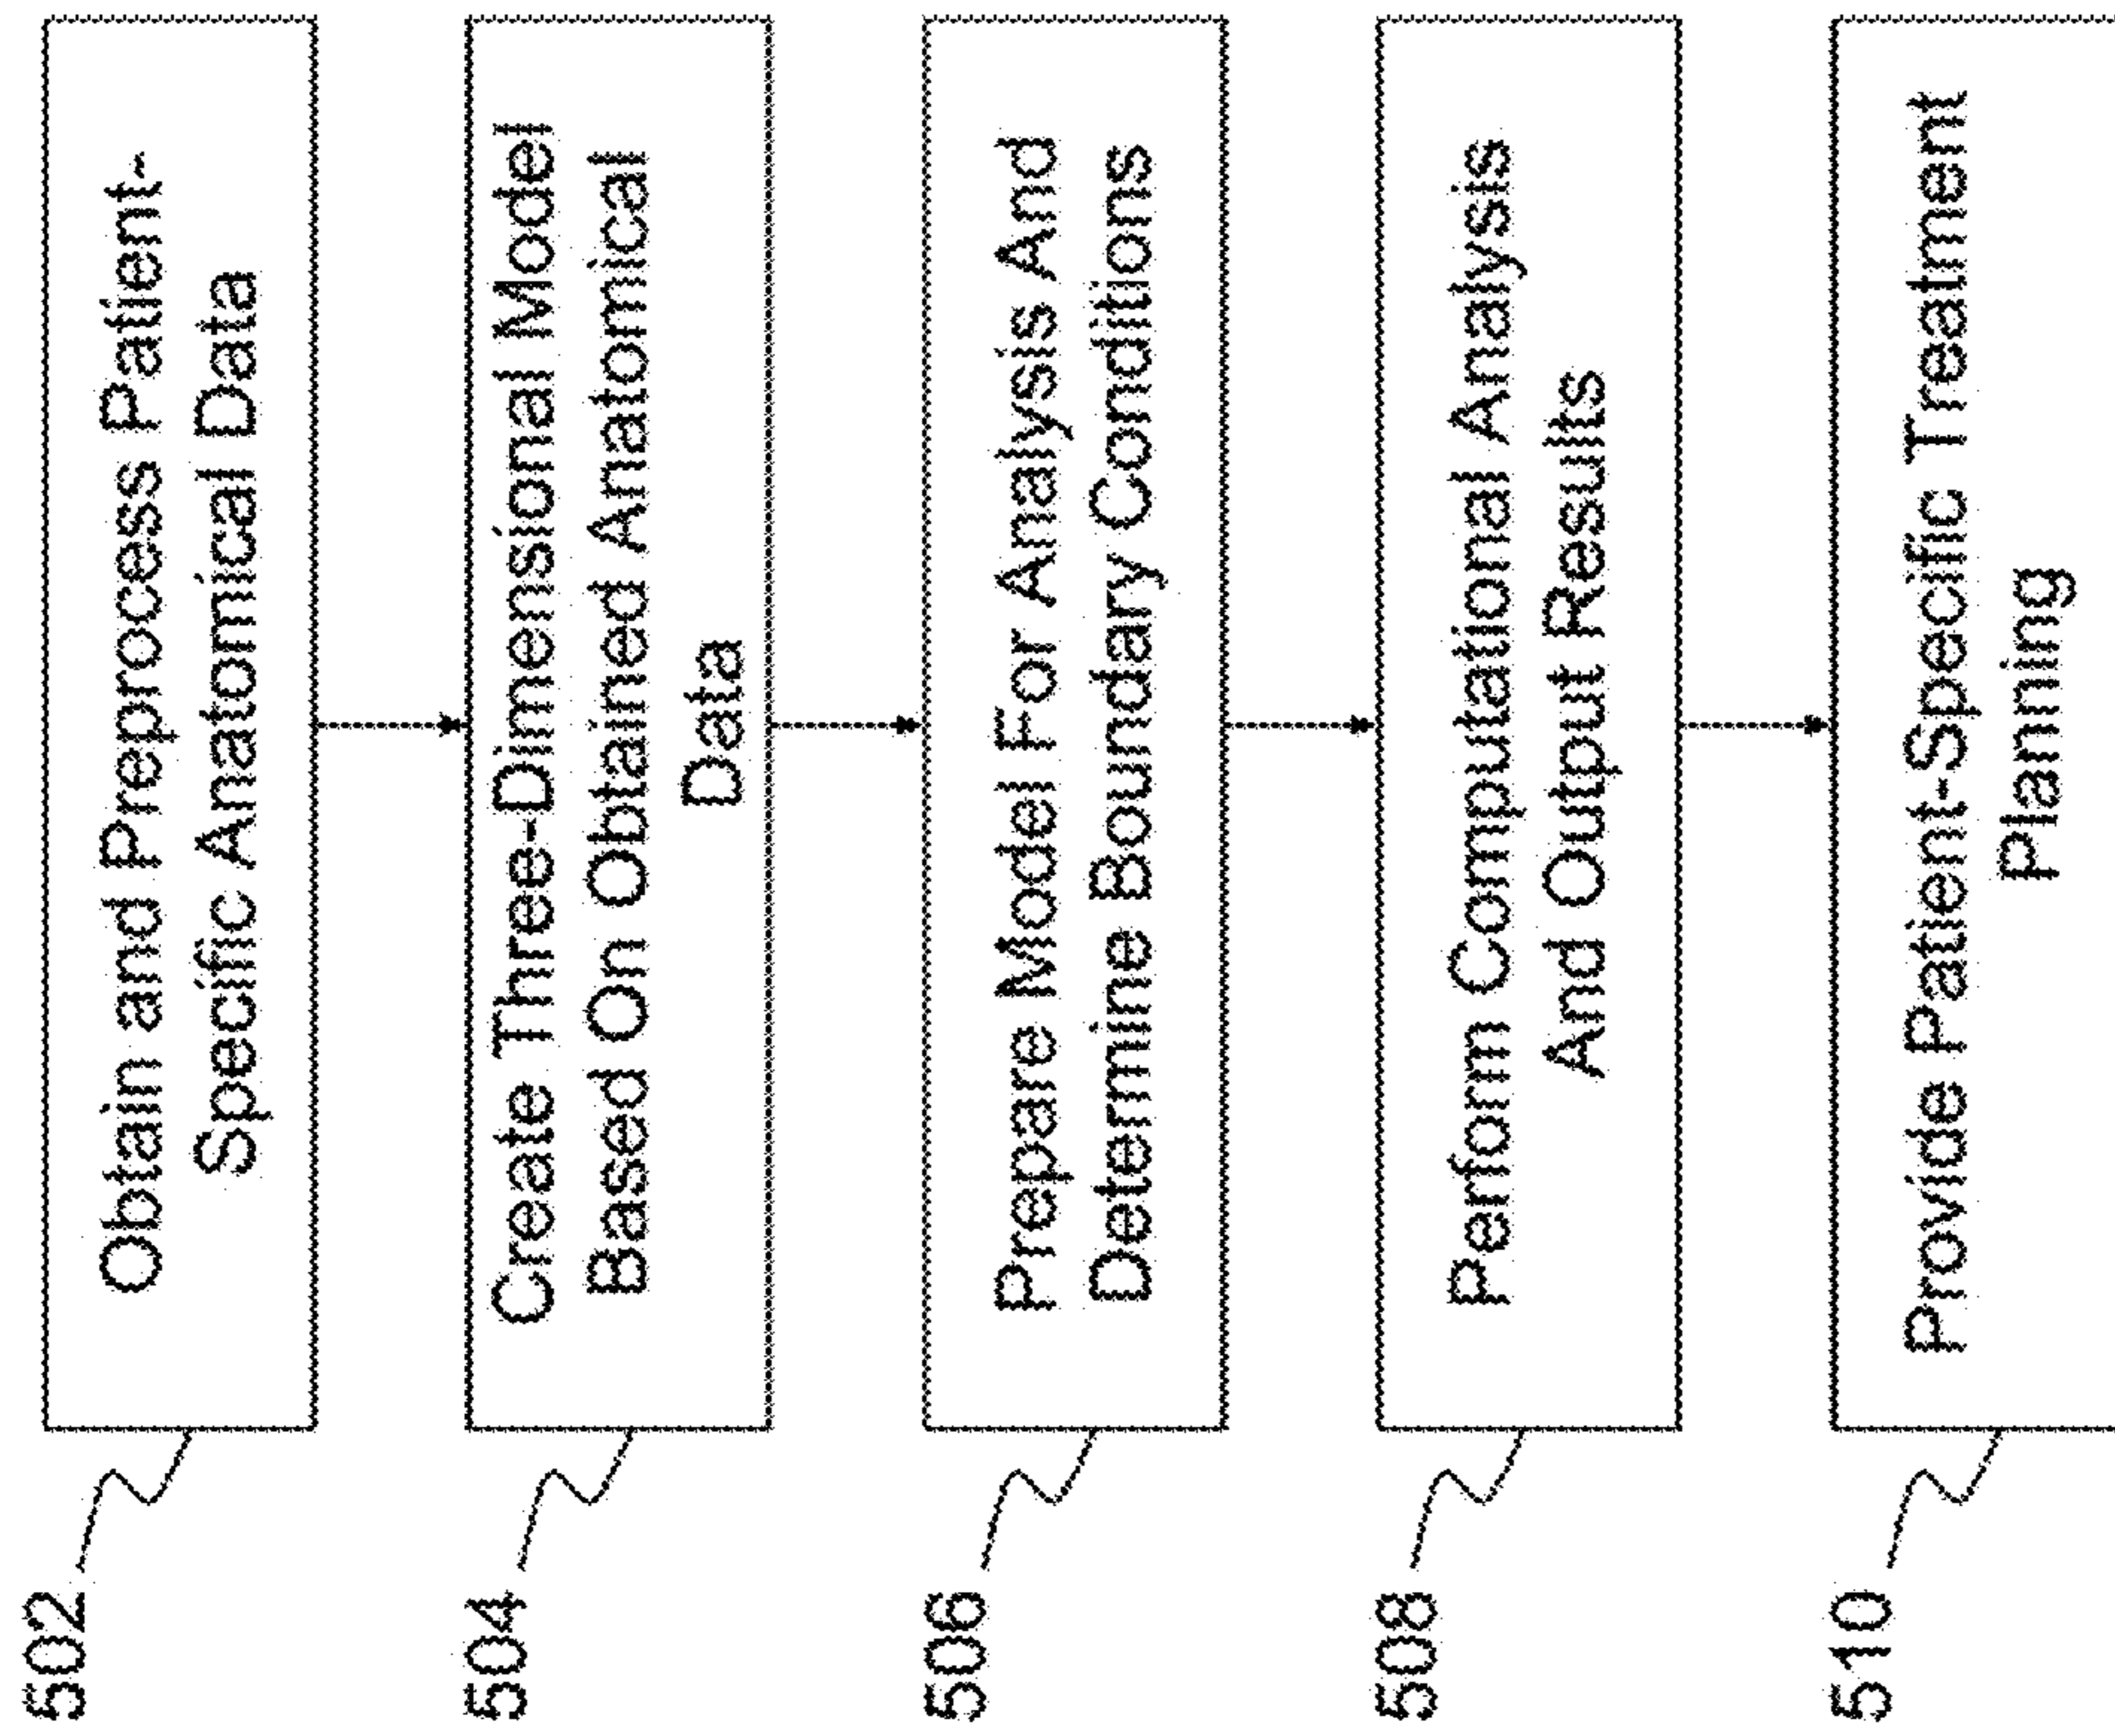 502
Obtain and Preprocess Patient-
Specific Anatomical Data
504
Create Three-Dimensional Model
Based On Obtained Anatomical
Data
506
Prepare Model For Analysis And
Determine Boundary Conditions
508
Perform Computational Analysis
And Output Results
510
Provide Patient-Specific Treatment
Planning